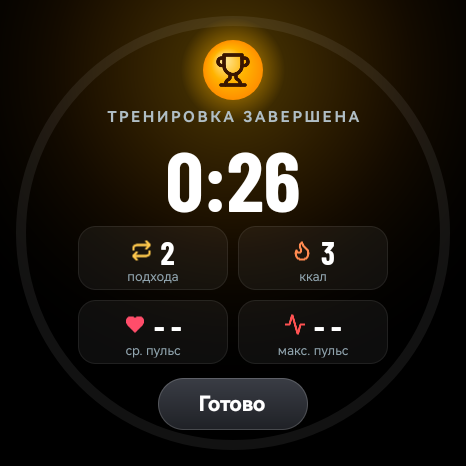 ТРЕНИРОВКА ЗАВЕРШЕНА
0:26
2
подхода
3
ккал
--
ср. пульс
--
макс. пульс
Готово